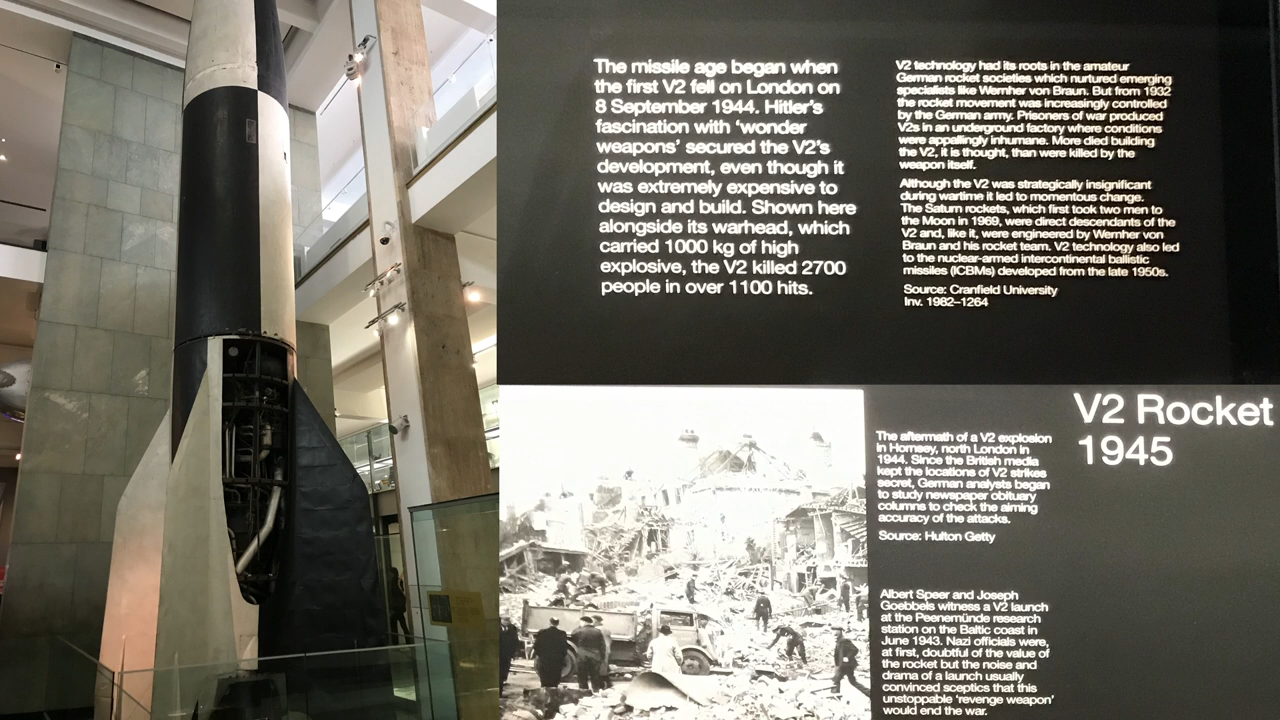 The missile age began when
the first V2 fell on London on
8 September 1944. Hitler's
fascination with 'wonder
weapons' secured the V2's
development, even though it
was extremely expensive to
design and build. Shown here
alongside its warhead, which
carried 1000 kg of high
explosive, the V2 killed 2700
people in over 1100 hits.
V2 technology had its roots in the amateur
German rocket societies which nurtured emerging
specialists like Wernher von Braun. But from 1932
the rocket movement was increasingly controlled
by the German army. Prisoners of war produced
V2s in an underground factory where conditions
were appallingly inhumane. More died building
the V2, it is thought, than were killed by the
weapon itself.
Although the V2 was strategically insignificant
during wartime it led to momentous change.
The Saturn rockets, which first took two men to
the Moon in 1969, were direct descendants of the
V2 and, like it, were engineered by Wernher von
Braun and his rocket team. V2 technology also led
to the nuclear-armed intercontinental ballistic
missiles (ICBMs) developed from the late 1950s.
Source: Cranfield University
Inv. 1982–1264
V2 Rocket
1945
The aftermath of a V2 explosion
in Hornsey, north London in
1944. Since the British media
kept the locations of V2 strikes
secret, German analysts began
to study newspaper obituary
columns to check the aiming
accuracy of the attacks.
Source: Hulton Getty
Albert Speer and Joseph
Goebbels witness a V2 launch
at the Peenemünde research
station on the Baltic coast in
June 1943. Nazi officials were,
at first, doubtful of the value of
the rocket but the noise and
drama of a launch usually
convinced sceptics that this
unstoppable 'revenge weapon'
would end the war.